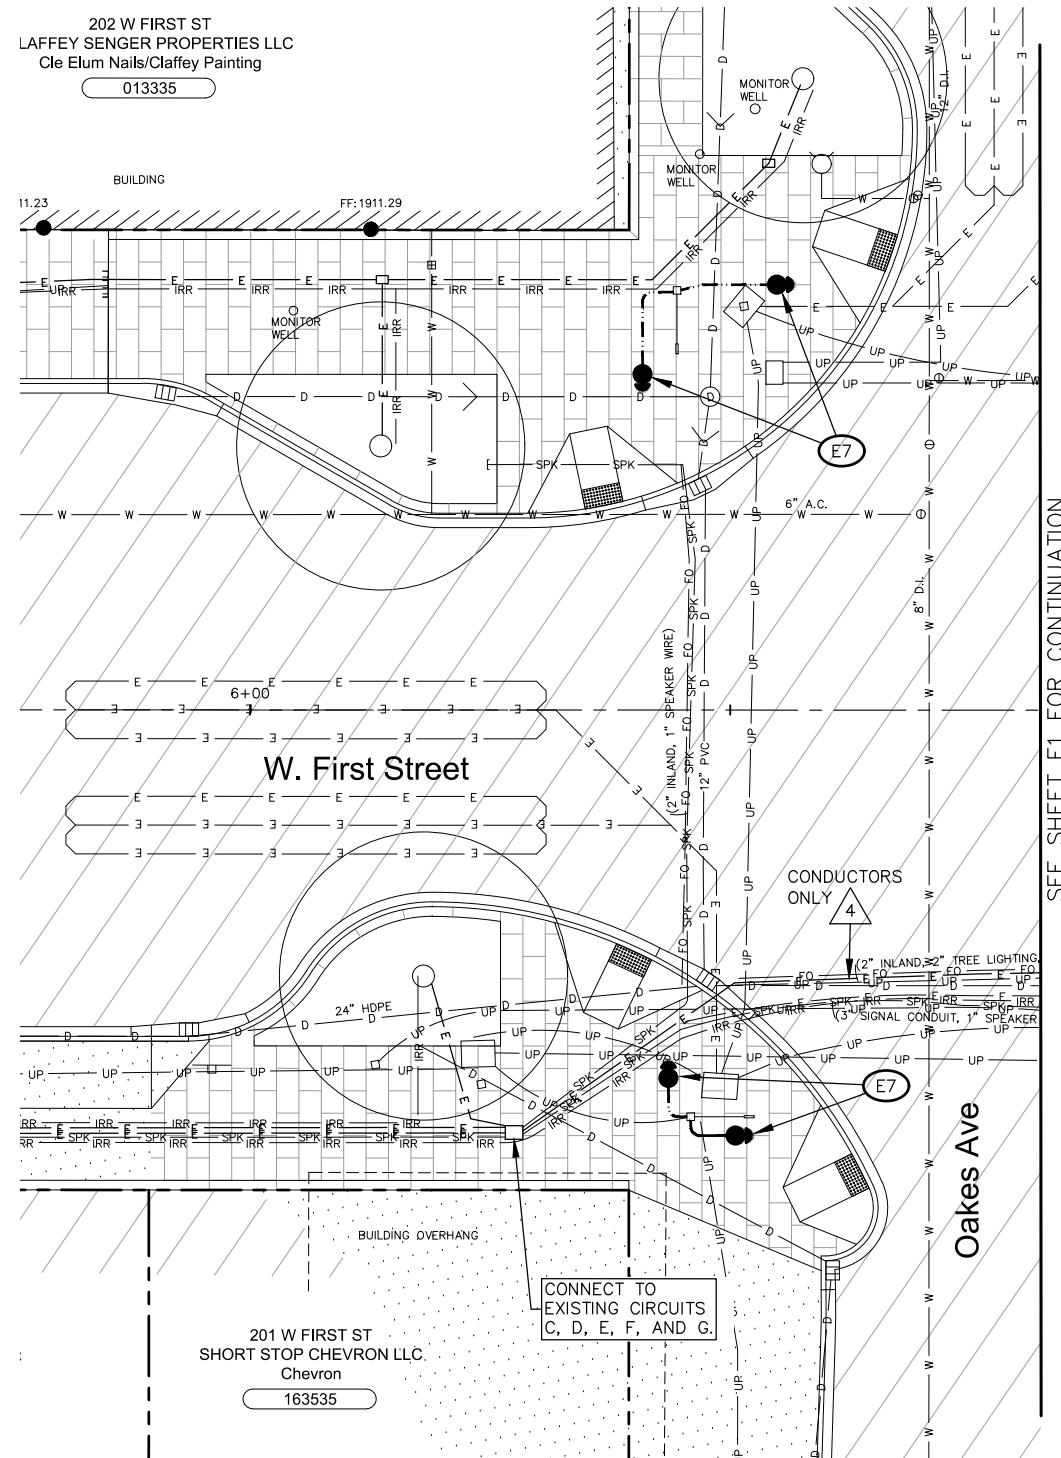 202 W FIRST ST
LAFFEY SENGER PROPERTIES LLC
Cle Elum Nails/Claffey Painting
013335
BUILDING
11.23
FF:1911.29
MONITOR
WELL
MONITOR
WELL
MONITOR
WELL
12" D.I.
E7
6" A.C.
8" D.I.
(2" INLAND, 1" SPEAKER WIRE)
12" PVC
6+00
W. First Street
SEE SHEET E1 FOR CONTINUATION
CONDUCTORS
ONLY
4
(2" INLAND, 2" TREE LIGHTING,
(3" SIGNAL CONDUIT, 1" SPEAKER
24" HDPE
E7
Oakes Ave
BUILDING OVERHANG
CONNECT TO
EXISTING CIRCUITS
C, D, E, F, AND G.
201 W FIRST ST
SHORT STOP CHEVRON LLC
Chevron
163535